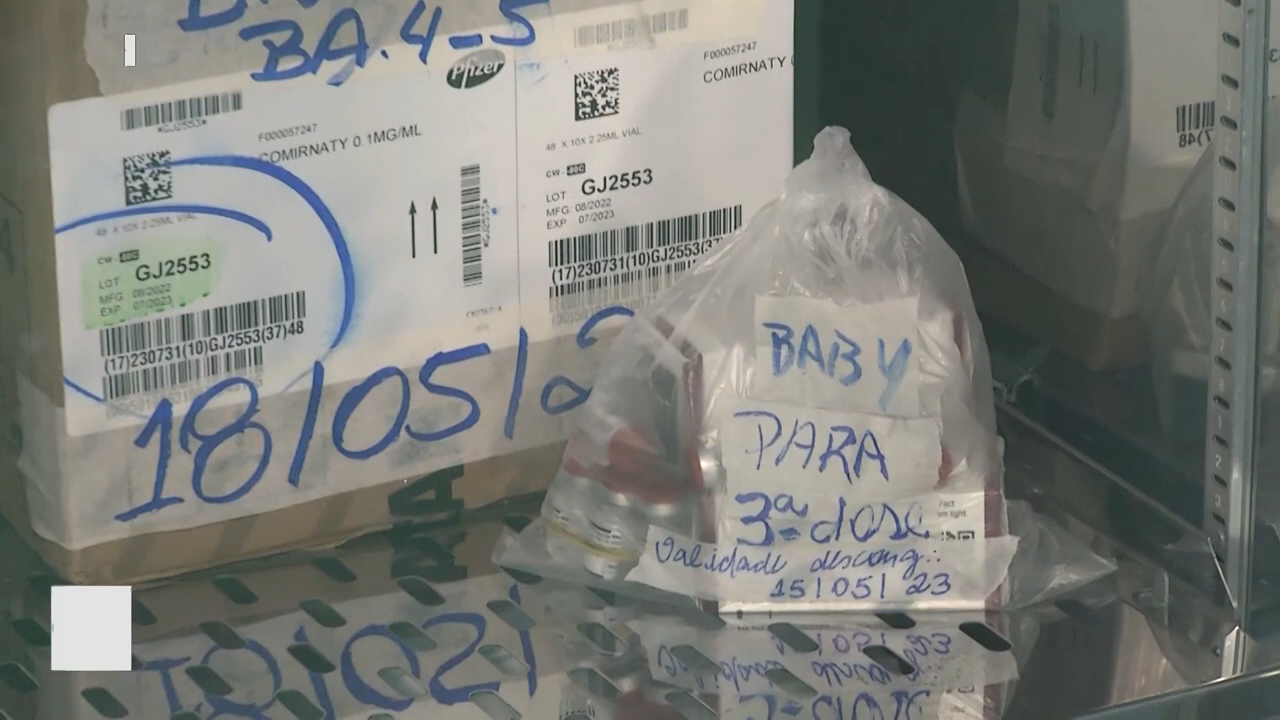 BA.4-5
Pfizer
*GJ2553*
F000057247
COMIRNATY 0.1MG/ML
48 X 10X 2.25ML VIAL
LOT GJ2553
MFG 08/2022
EXP 07/2023
(17)230731(10)GJ2553(37)48
*GJ2553*
F000057247
COMIRNATY
48 X 10X 2.25ML VIAL
LOT GJ2553
MFG 08/2022
EXP 07/2023
(17)230731(10)GJ2553(37)
18/05/2
BABY
PARA
3ª dose
Validade descong.:
15/05/23